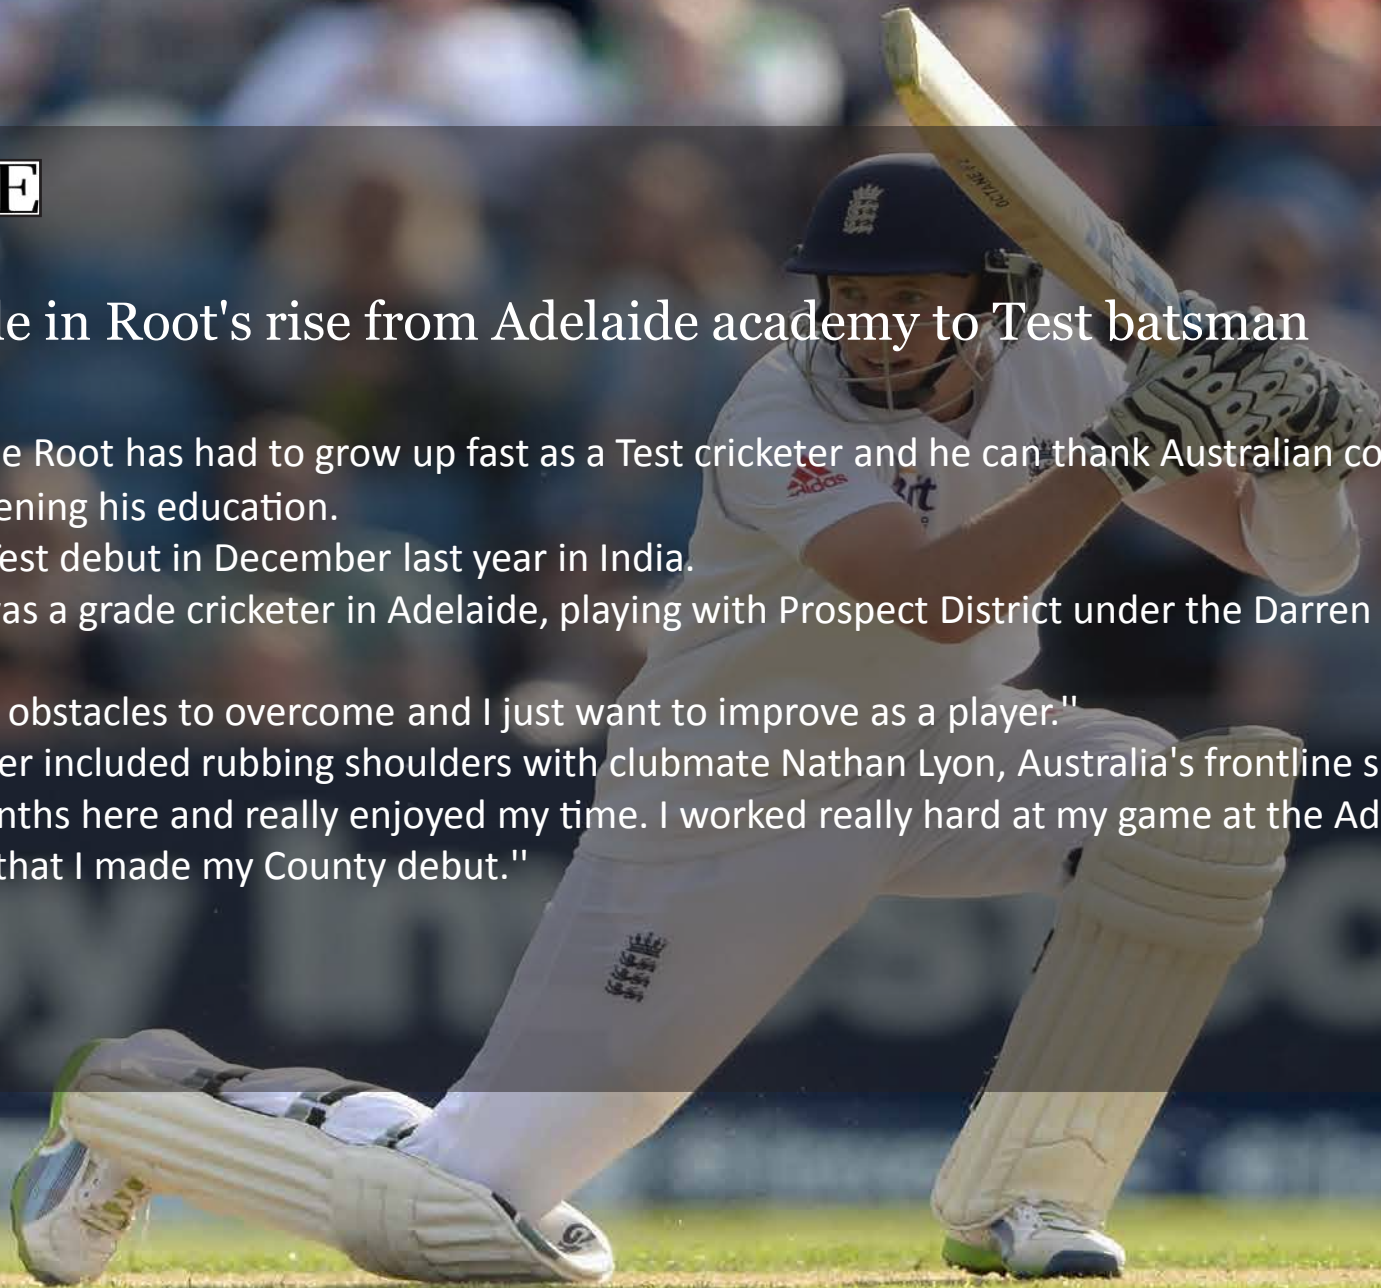 E
le in Root's rise from Adelaide academy to Test batsman
e Root has had to grow up fast as a Test cricketer and he can thank Australian co
ening his education.
Test debut in December last year in India.
as a grade cricketer in Adelaide, playing with Prospect District under the Darren
obstacles to overcome and I just want to improve as a player."
er included rubbing shoulders with clubmate Nathan Lyon, Australia's frontline s
nths here and really enjoyed my time. I worked really hard at my game at the Ad
that I made my County debut."
OCTANE
adidas